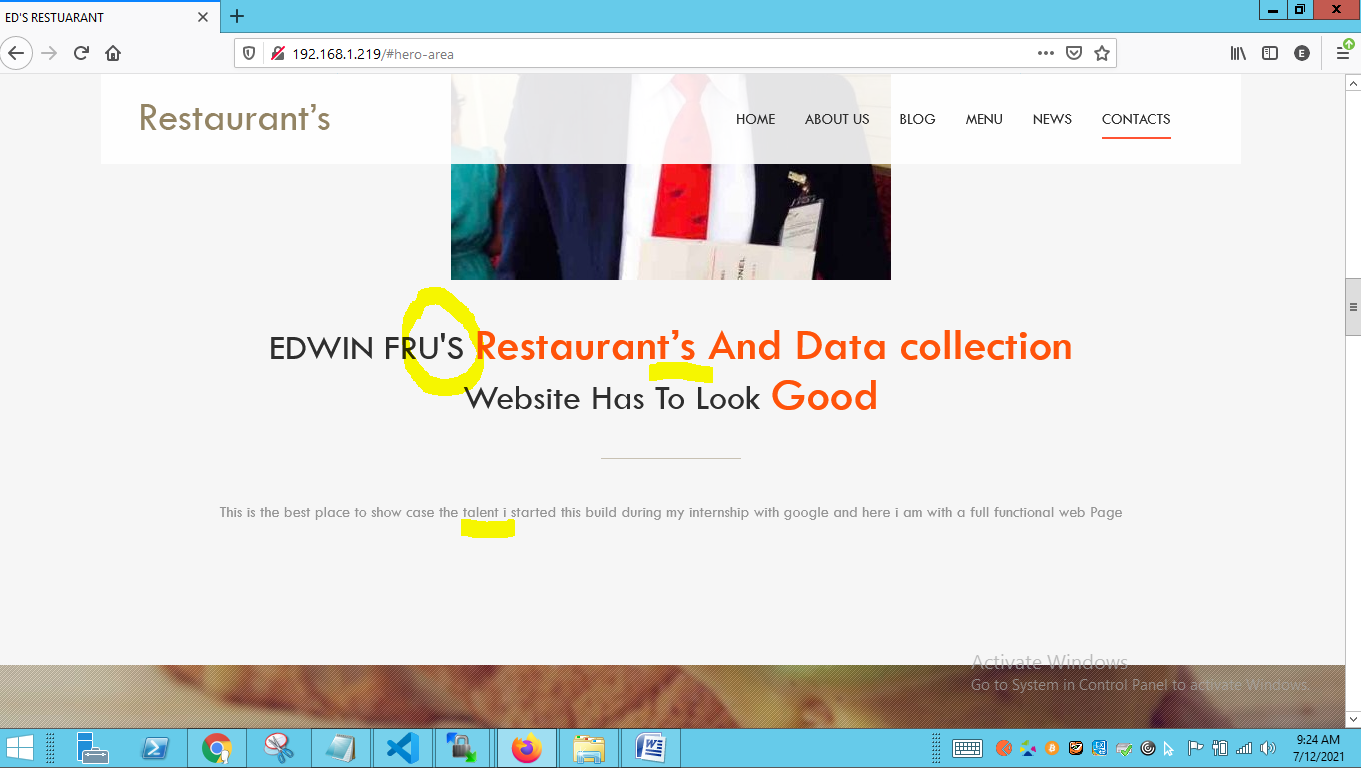 ED'S RESTUARANT
192.168.1.219/#hero-area
E
Restaurant’s
HOME ABOUT US BLOG MENU NEWS CONTACTS
EDWIN FRU'S Restaurant’s And Data collection
Website Has To Look Good
This is the best place to show case the talent i started this build during my internship with google and here i am with a full functional web Page
Activate Windows
Go to System in Control Panel to activate Windows.
9:24 AM
7/12/2021